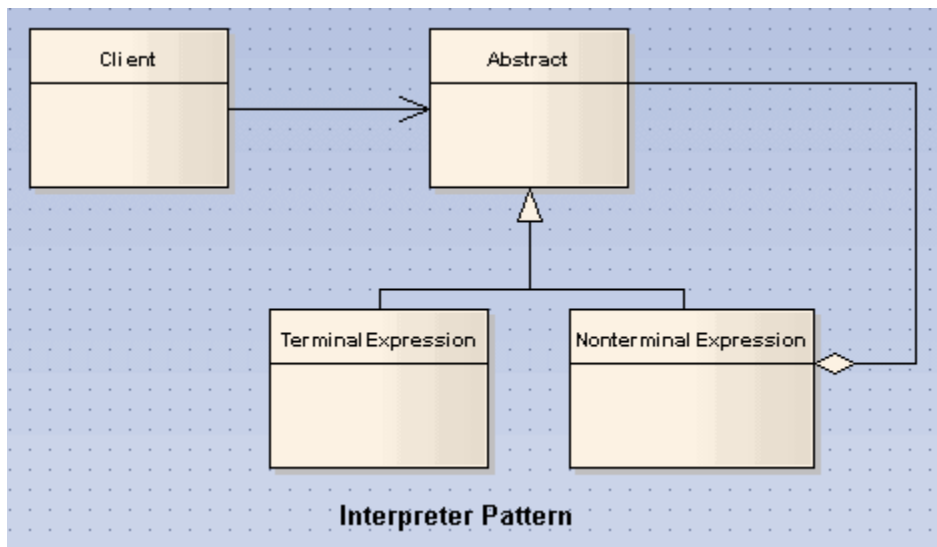 Client
Abstract
Terminal Expression
Nonterminal Expression
Interpreter Pattern